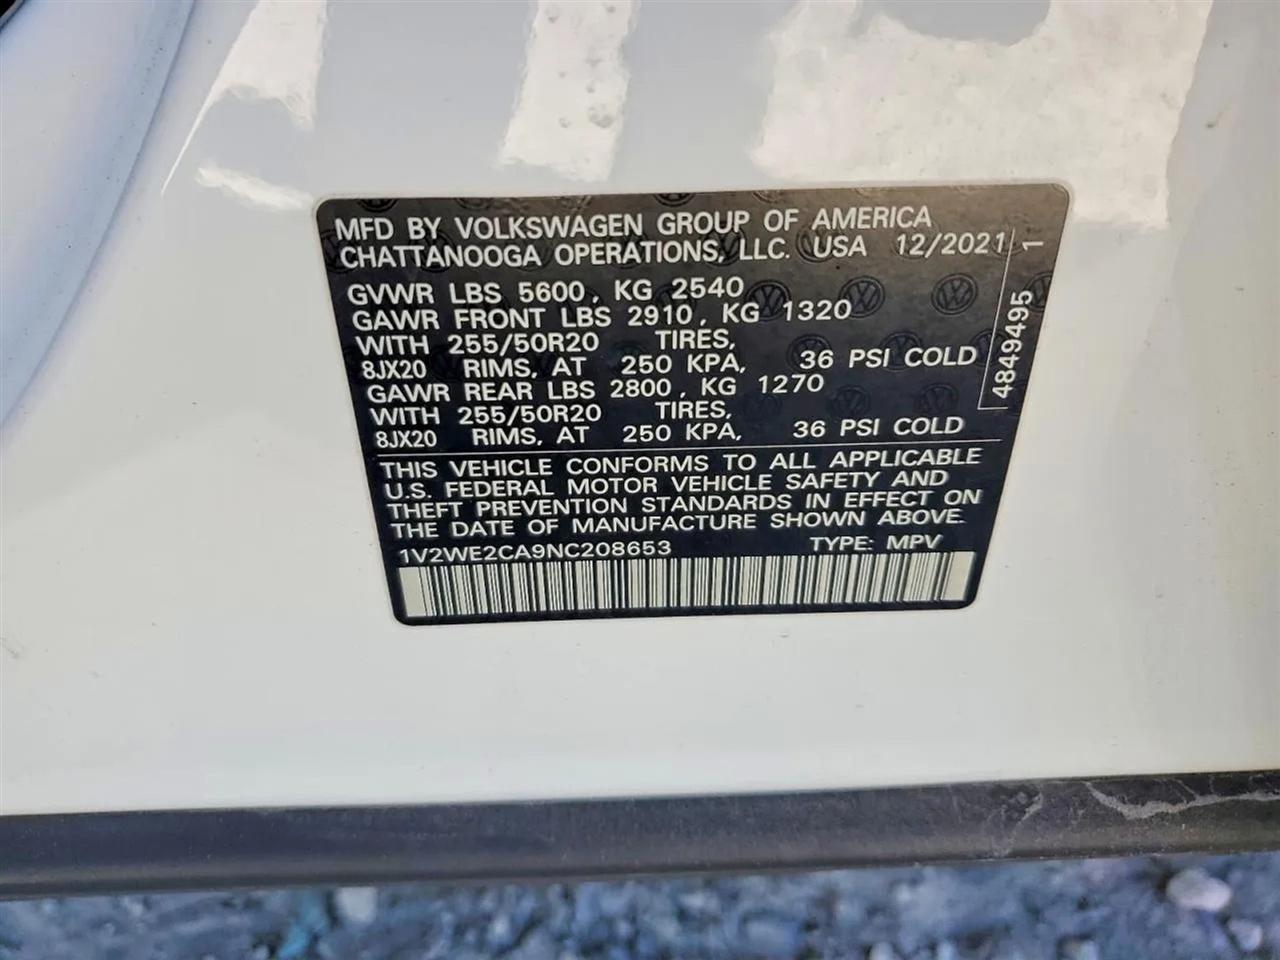 MFD BY VOLKSWAGEN GROUP OF AMERICA
CHATTANOOGA OPERATIONS, LLC. USA 12/2021
GVWR LBS 5600, KG 2540
GAWR FRONT LBS 2910, KG 1320
WITH 255/50R20 TIRES,
8JX20 RIMS, AT 250 KPA, 36 PSI COLD
GAWR REAR LBS 2800, KG 1270
WITH 255/50R20 TIRES,
8JX20 RIMS, AT 250 KPA, 36 PSI COLD
THIS VEHICLE CONFORMS TO ALL APPLICABLE
U.S. FEDERAL MOTOR VEHICLE SAFETY AND
THEFT PREVENTION STANDARDS IN EFFECT ON
THE DATE OF MANUFACTURE SHOWN ABOVE.
1V2WE2CA9NC208653 TYPE: MPV
4849495 1